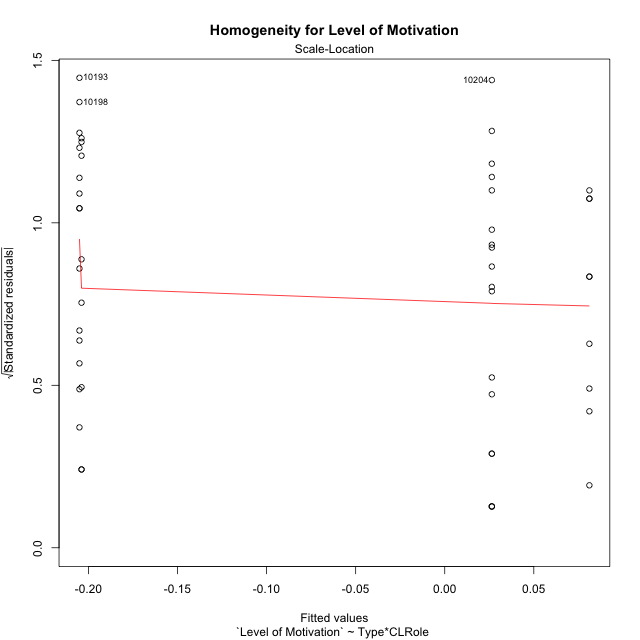 Homogeneity for Level of Motivation
Scale-Location
√|Standardized residuals|
1.5
1.0
0.5
0.0
10193
10198
10204
-0.20
-0.15
-0.10
-0.05
0.00
0.05
Fitted values
`Level of Motivation` ~ Type*CLRole